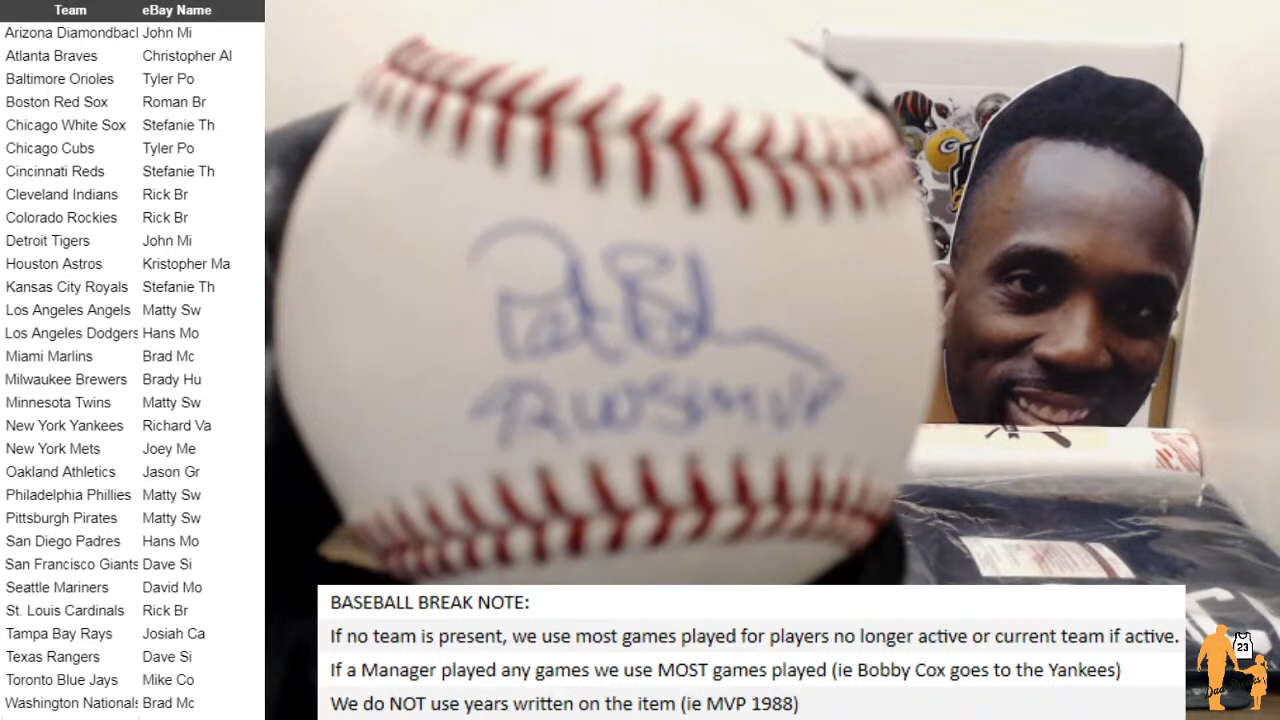 Team eBay Name
Arizona Diamondbacl John Mi
Atlanta Braves Christopher Al
Baltimore Orioles Tyler Po
Boston Red Sox Roman Br
Chicago White Sox Stefanie Th
Chicago Cubs Tyler Po
Cincinnati Reds Stefanie Th
Cleveland Indians Rick Br
Colorado Rockies Rick Br
Detroit Tigers John Mi
Houston Astros Kristopher Ma
Kansas City Royals Stefanie Th
Los Angeles Angels Matty Sw
Los Angeles Dodgers Hans Mo
Miami Marlins Brad Mc
Milwaukee Brewers Brady Hu
Minnesota Twins Matty Sw
New York Yankees Richard Va
New York Mets Joey Me
Oakland Athletics Jason Gr
Philadelphia Phillies Matty Sw
Pittsburgh Pirates Matty Sw
San Diego Padres Hans Mo
San Francisco Giants Dave Si
Seattle Mariners David Mo
St. Louis Cardinals Rick Br
Tampa Bay Rays Josiah Ca
Texas Rangers Dave Si
Toronto Blue Jays Mike Co
Washington Nationals Brad Mc
Pat
92 WS MVP
G
BASEBALL BREAK NOTE:
If no team is present, we use most games played for players no longer active or current team if active.
If a Manager played any games we use MOST games played (ie Bobby Cox goes to the Yankees)
We do NOT use years written on the item (ie MVP 1988)
23